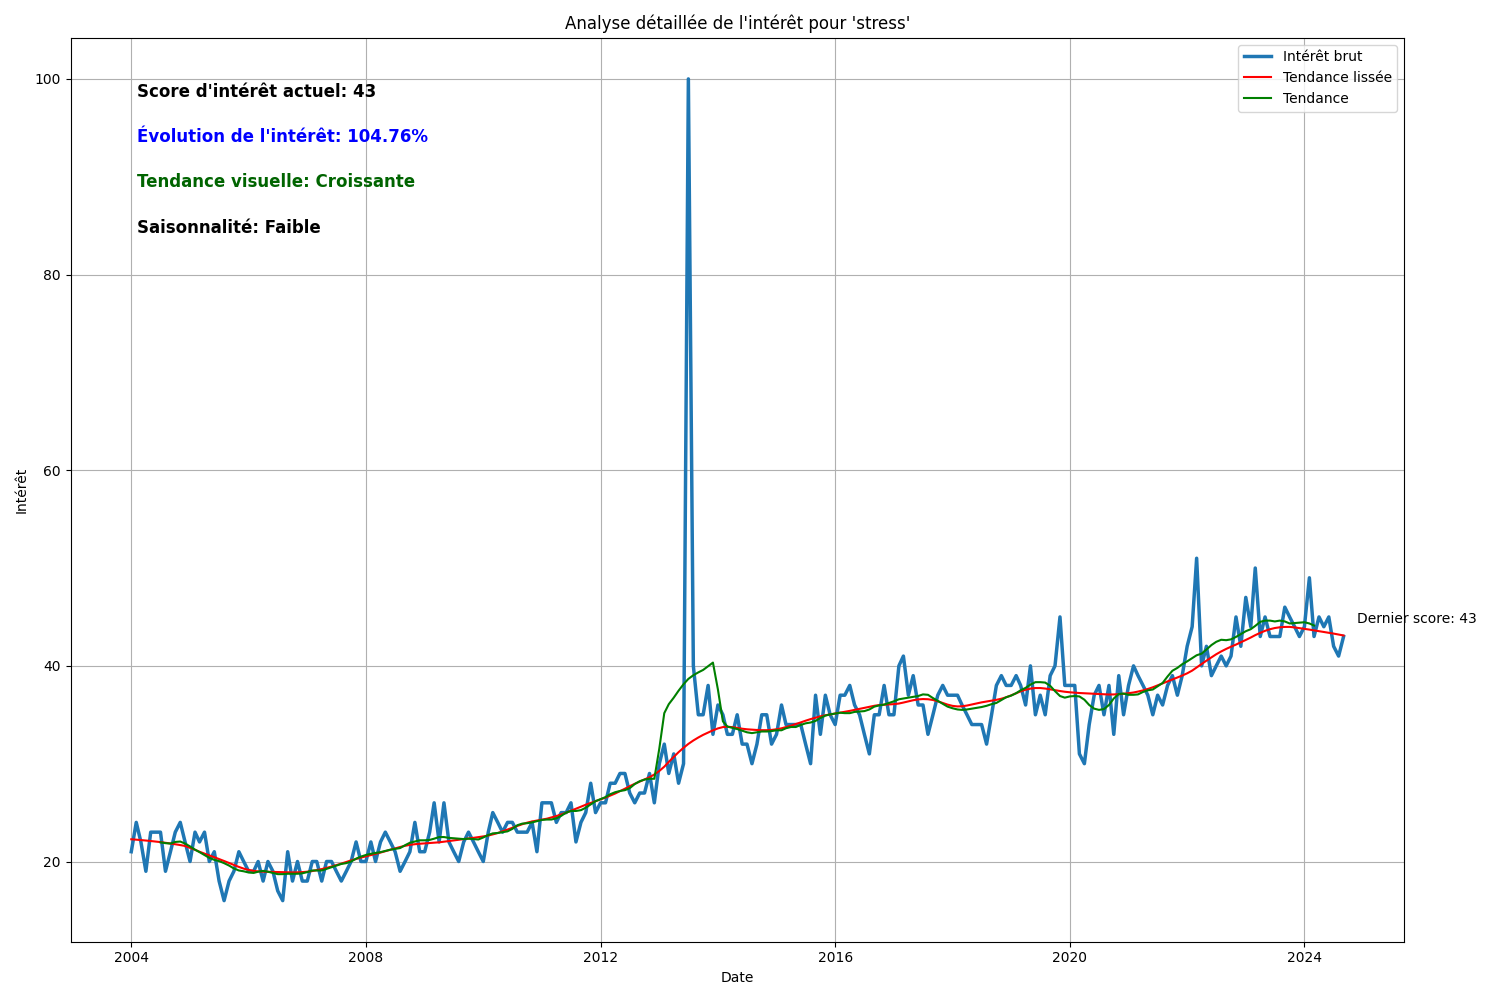 Analyse détaillée de l'intérêt pour 'stress'
Intérêt brut
Tendance lissée
Tendance
Score d'intérêt actuel: 43
Évolution de l'intérêt: 104.76%
Tendance visuelle: Croissante
Saisonnalité: Faible
Dernier score: 43
Intérêt
100
80
60
40
20
2004
2008
2012
2016
2020
2024
Date